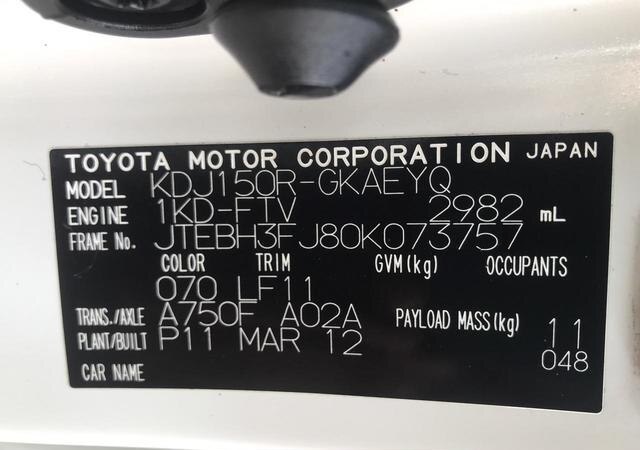 TOYOTA MOTOR CORPORATION JAPAN
MODEL KDJ150R-GKAEYQ
ENGINE 1KD-FTV 2982 mL
FRAME No. JTEBH3FJ80K073757
COLOR TRIM GVM(kg) OCCUPANTS
070 LF11
TRANS./AXLE A750F A02A PAYLOAD MASS(kg) 11
PLANT/BUILT P11 MAR 12 048
CAR NAME